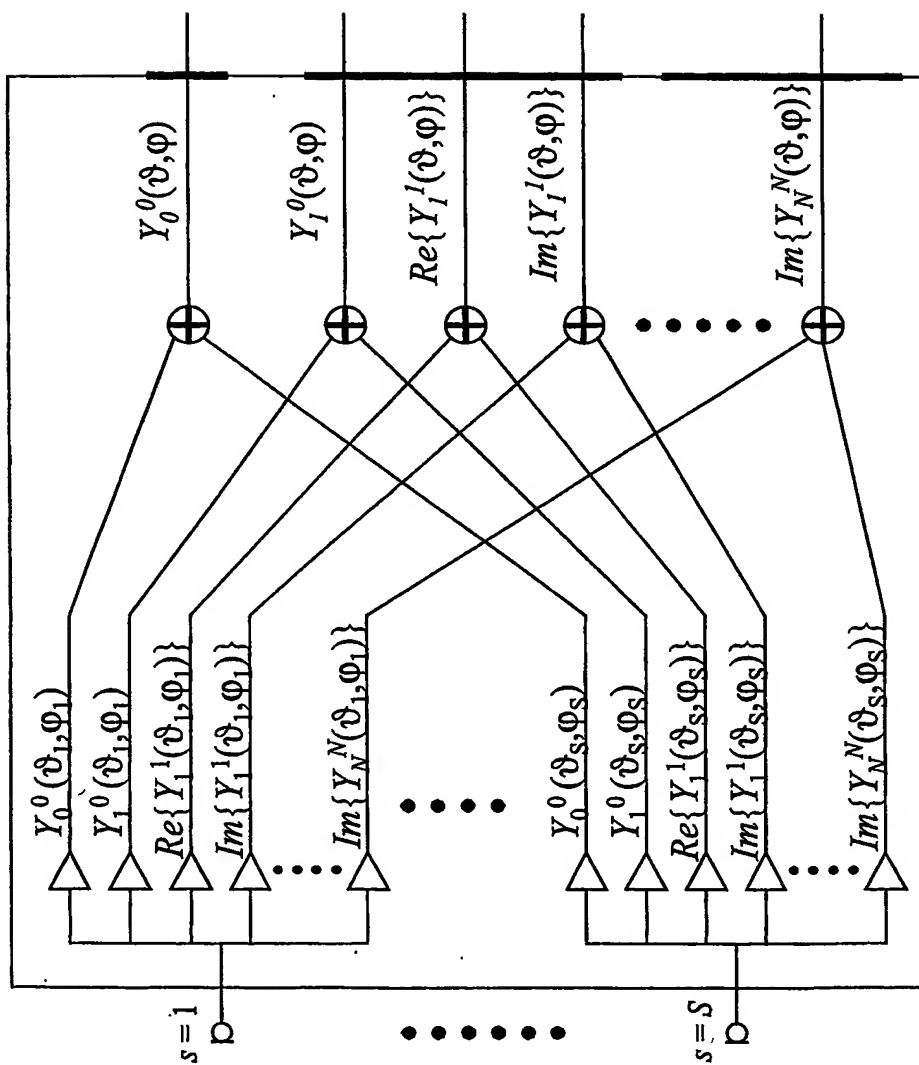 s = 1
s = S
Y_0^0(ϑ_1,φ_1)
Y_1^0(ϑ_1,φ_1)
Re{Y_1^1(ϑ_1,φ_1)}
Im{Y_1^1(ϑ_1,φ_1)}
Im{Y_N^N(ϑ_1,φ_1)}
Y_0^0(ϑ_S,φ_S)
Y_1^0(ϑ_S,φ_S)
Re{Y_1^1(ϑ_S,φ_S)}
Im{Y_1^1(ϑ_S,φ_S)}
Im{Y_N^N(ϑ_S,φ_S)}
Y_0^0(ϑ,φ)
Y_1^0(ϑ,φ)
Re{Y_1^1(ϑ,φ)}
Im{Y_1^1(ϑ,φ)}
Im{Y_N^N(ϑ,φ)}